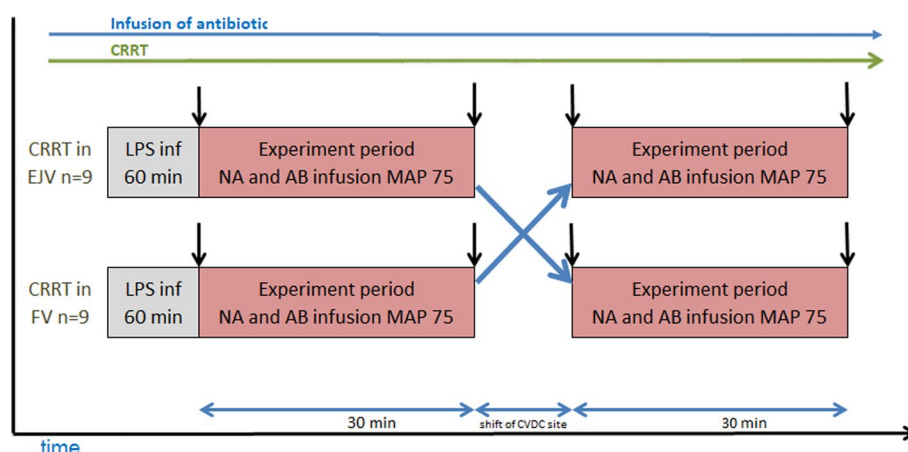 Infusion of antibiotic
CRRT
CRRT in
EJV n=9
LPS inf
60 min
Experiment period
NA and AB infusion MAP 75
Experiment period
NA and AB infusion MAP 75
CRRT in
FV n=9
LPS inf
60 min
Experiment period
NA and AB infusion MAP 75
Experiment period
NA and AB infusion MAP 75
30 min
shift of CVDC site
30 min
time